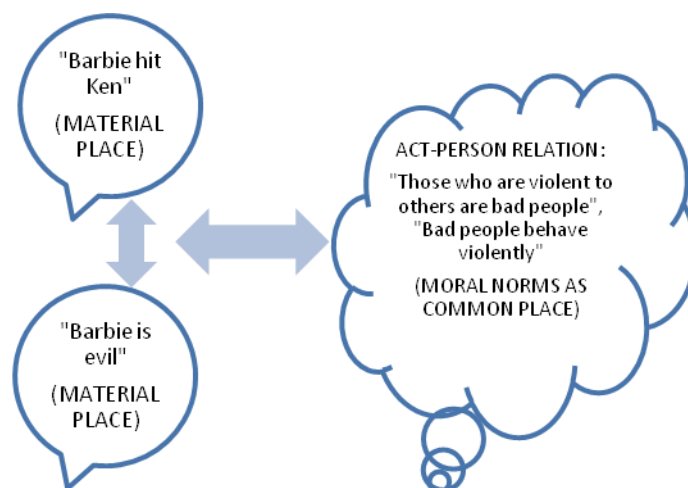 "Barbie hit
Ken"
(MATERIAL
PLACE)
"Barbie is
evil"
(MATERIAL
PLACE)
ACT-PERSON RELATION:
"Those who are violent to
others are bad people",
"Bad people behave
violently"
(MORAL NORMS AS
COMMON PLACE)